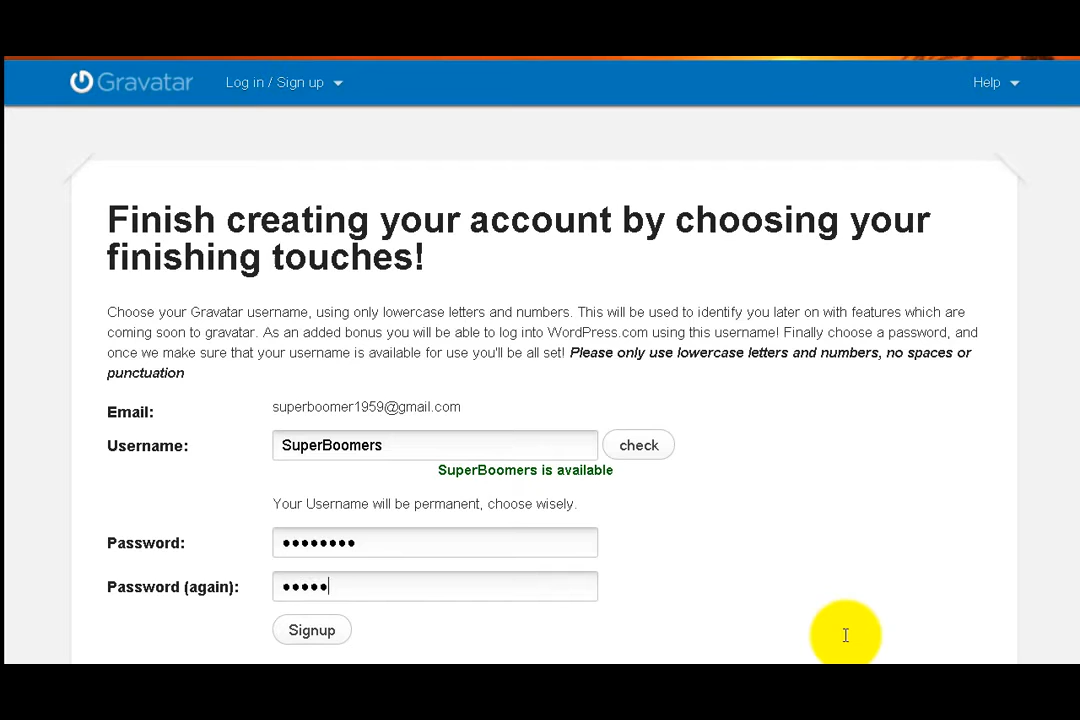 Gravatar Log in / Sign up Help
Finish creating your account by choosing your
finishing touches!
Choose your Gravatar username, using only lowercase letters and numbers. This will be used to identify you later on with features which are
coming soon to gravatar. As an added bonus you will be able to log into WordPress.com using this username! Finally choose a password, and
once we make sure that your username is available for use you'll be all set! Please only use lowercase letters and numbers, no spaces or
punctuation
Email: superboomer1959@gmail.com
Username: SuperBoomers check
SuperBoomers is available
Your Username will be permanent, choose wisely.
Password: ••••••••
Password (again): •••••
Signup